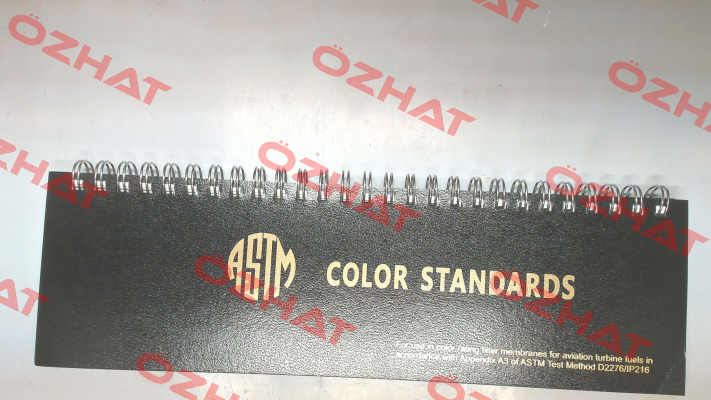 ÖZHAT
ÖZHAT
ÖZHAT
ÖZHAT
ÖZHAT
ASTM
COLOR STANDARDS
ÖZHAT
ÖZHAT
For use in color rating filter membranes for aviation turbine fuels in
accordance with Appendix A3 of ASTM Test Method D2276/IP216